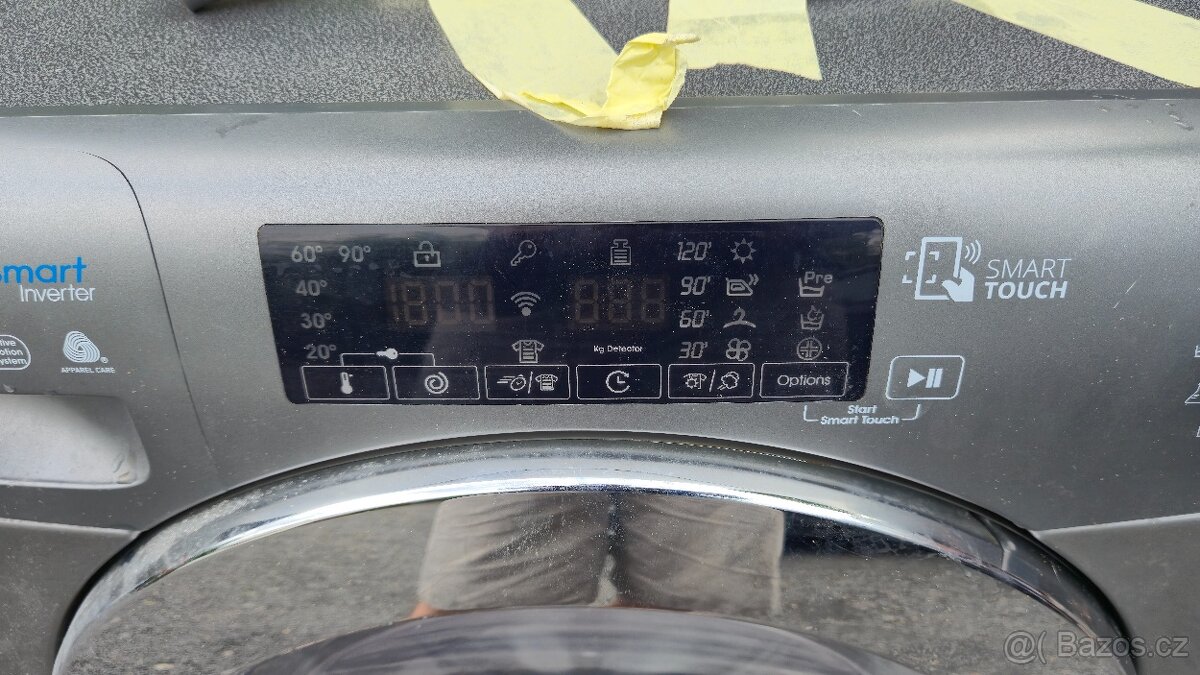 smart
Inverter
APPAREL CARE
60° 90°
40°
30°
20°
1800
888
Kg Detector
120'
90'
60'
30'
Pre
Options
SMART
TOUCH
Start
Smart Touch
@ Bazos.cz